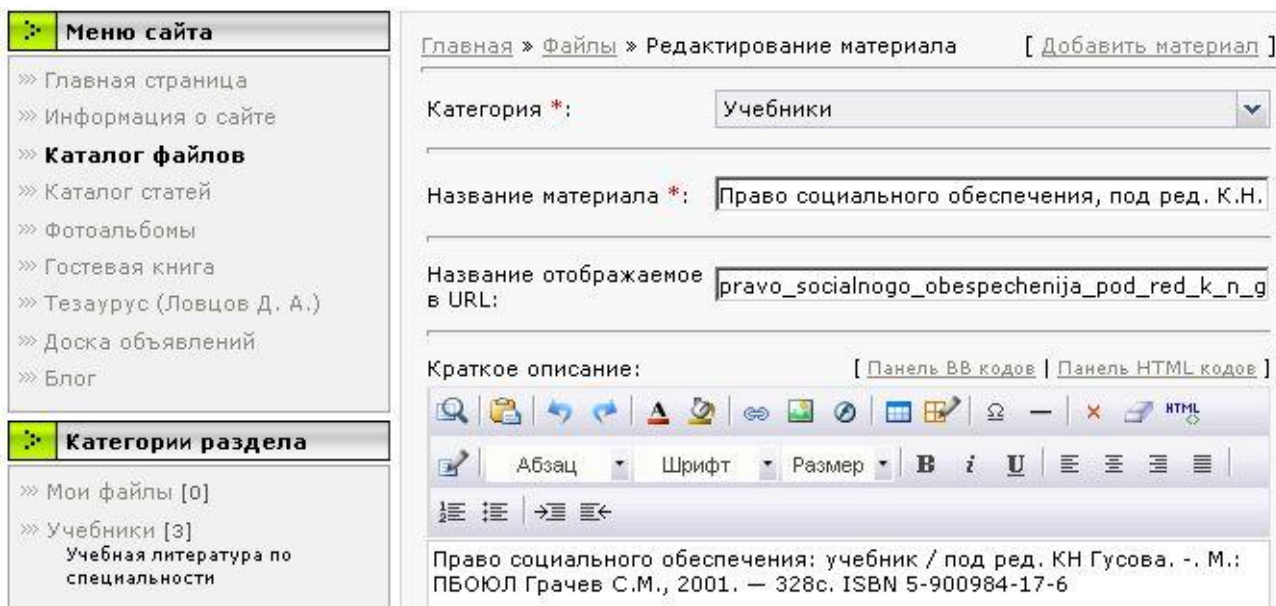 Меню сайта
Главная страница
Информация о сайте
Каталог файлов
Каталог статей
Фотоальбомы
Гостевая книга
Тезаурус (Ловцов Д. А.)
Доска объявлений
Блог
Категории раздела
Мои файлы [0]
Учебники [3]
Учебная литература по
специальности
Главная » Файлы » Редактирование материала [ Добавить материал ]
Категория *: Учебники
Название материала *: Право социального обеспечения, под ред. К.Н.
Название отображаемое
в URL: pravo_socialnogo_obespechenija_pod_red_k_n_g
Краткое описание: [ Панель BB кодов | Панель HTML кодов ]
HTML
Абзац Шрифт Размер B i U
Право социального обеспечения: учебник / под ред. КН Гусова. -. М.:
ПБОЮЛ Грачев С.М., 2001. — 328с. ISBN 5-900984-17-6